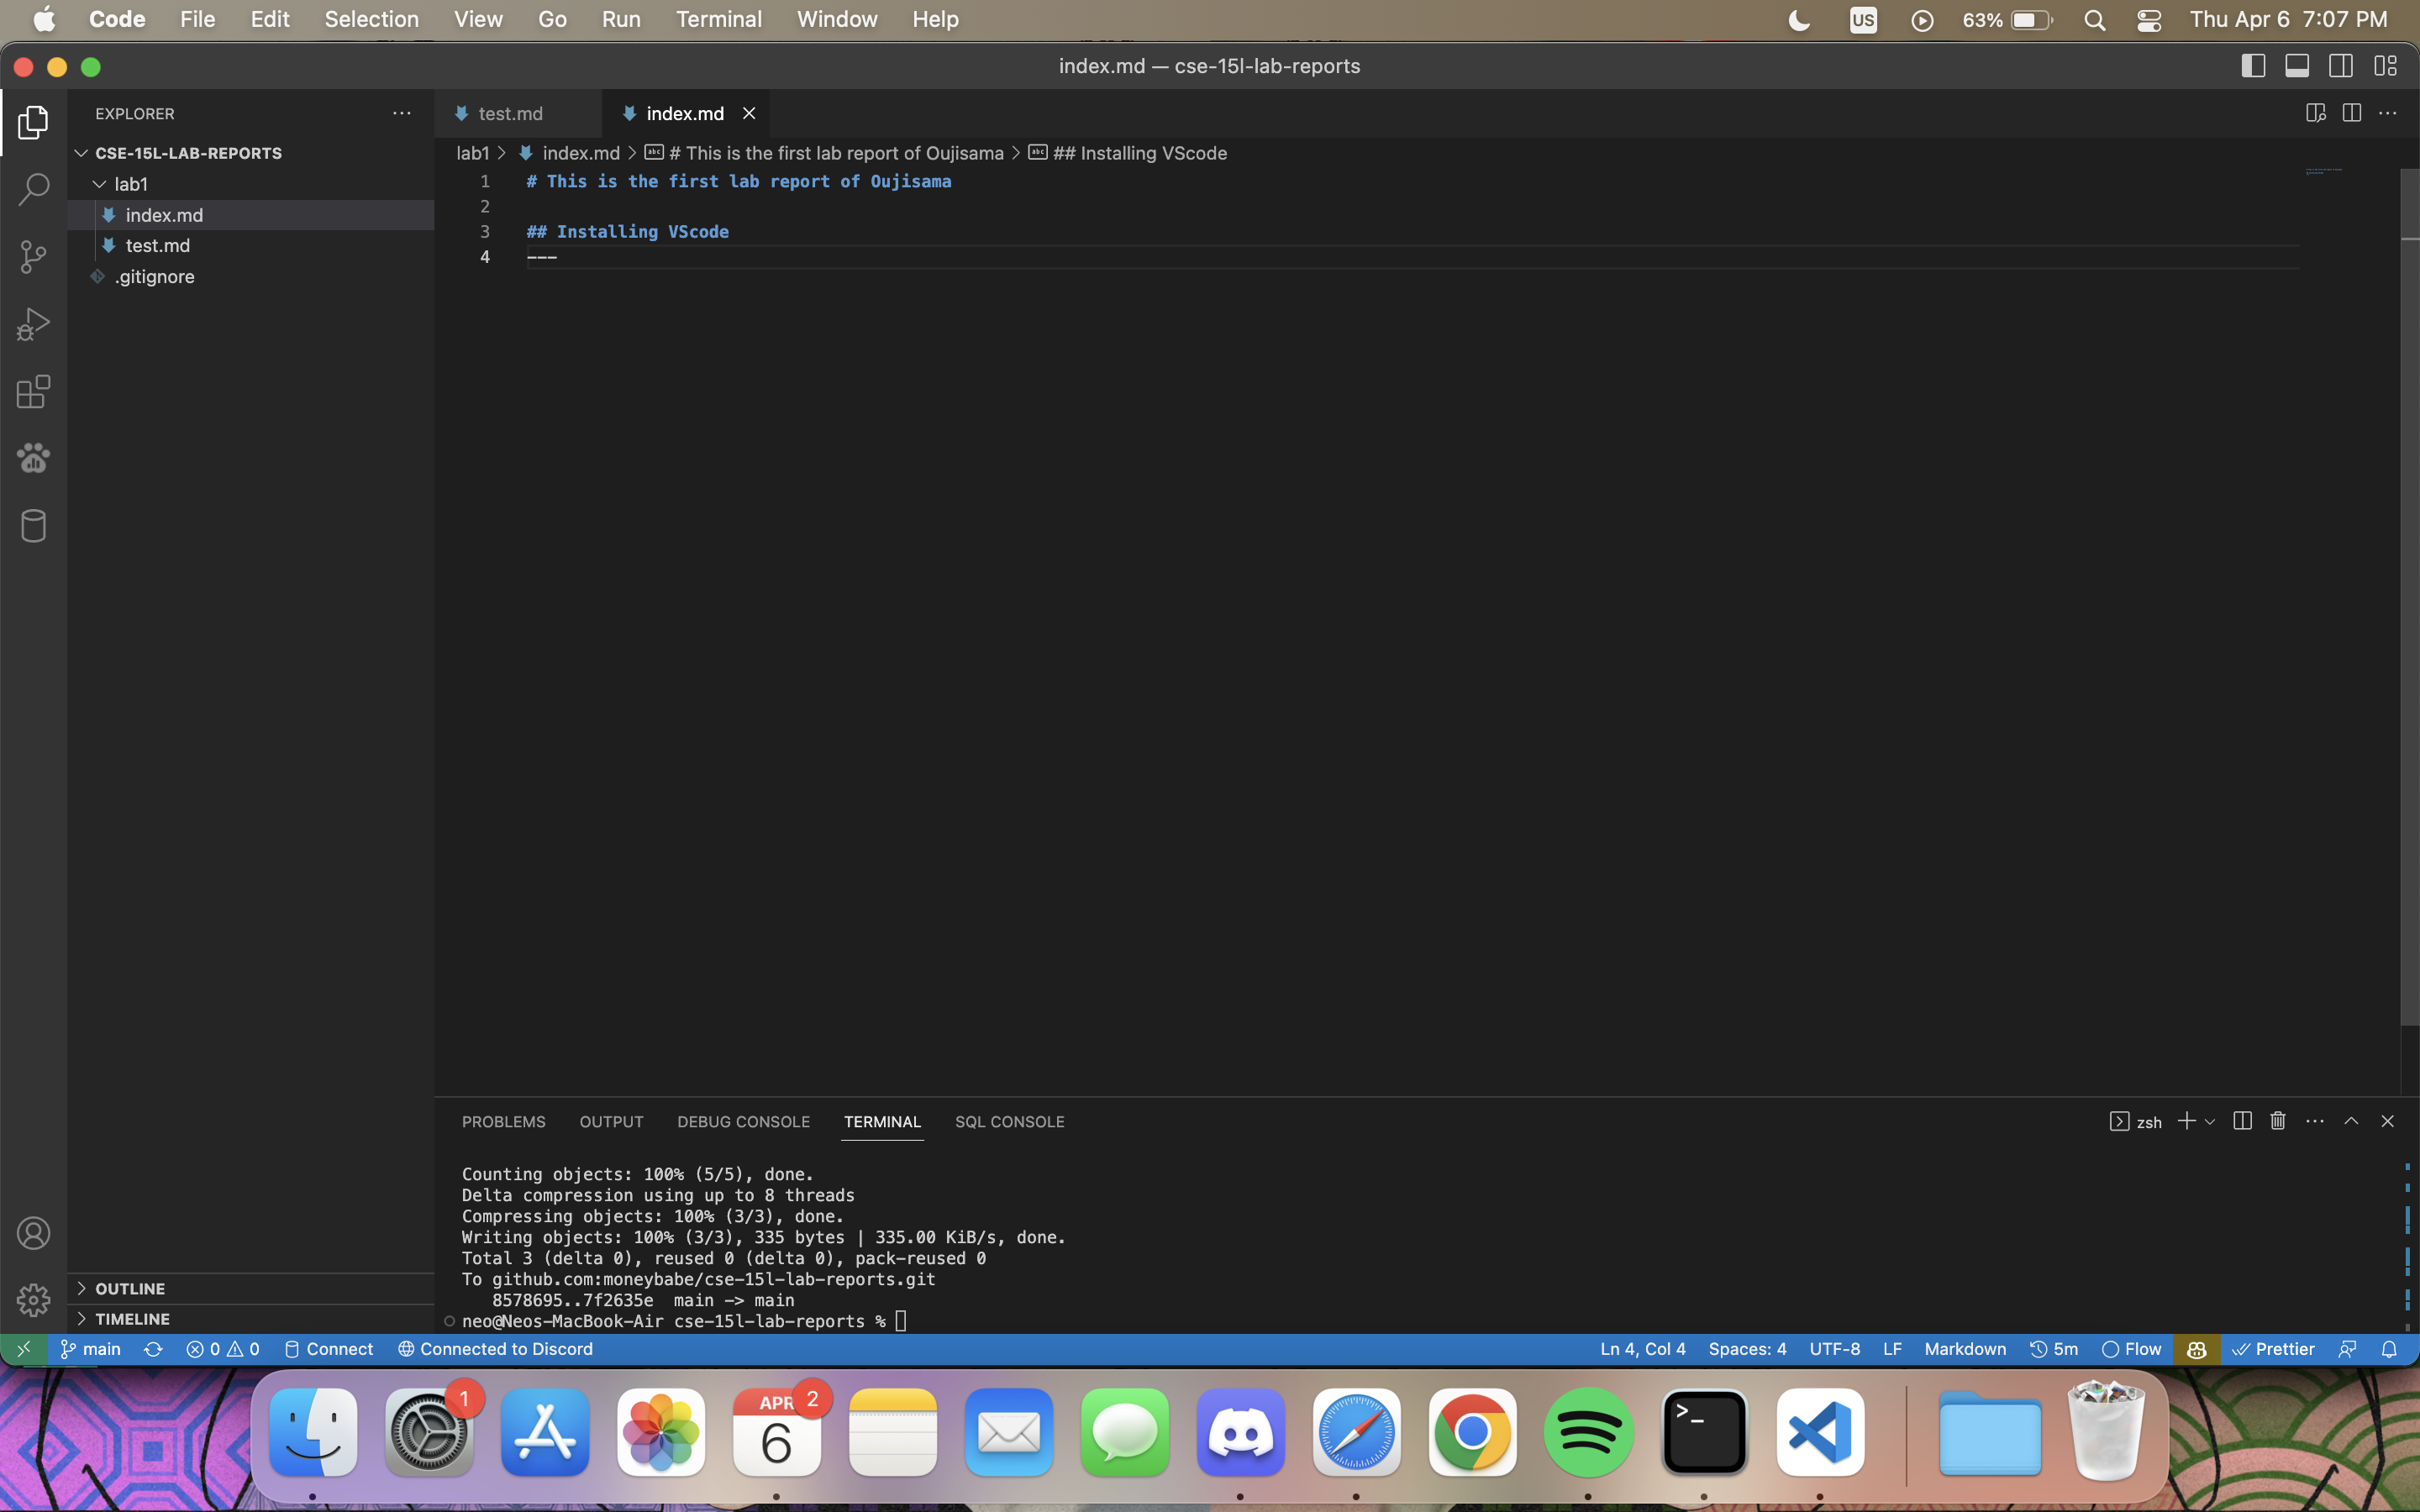 Code File Edit Selection View Go Run Terminal Window Help US 63% Thu Apr 6 7:07 PM
index.md — cse-15l-lab-reports
EXPLORER
test.md index.md
CSE-15L-LAB-REPORTS
lab1
index.md
test.md
.gitignore
lab1 > index.md > abc # This is the first lab report of Oujisama > abc ## Installing VScode
1 # This is the first lab report of Oujisama
2
3 ## Installing VScode
4 ---
PROBLEMS OUTPUT DEBUG CONSOLE TERMINAL SQL CONSOLE
zsh
Counting objects: 100% (5/5), done.
Delta compression using up to 8 threads
Compressing objects: 100% (3/3), done.
Writing objects: 100% (3/3), 335 bytes | 335.00 KiB/s, done.
Total 3 (delta 0), reused 0 (delta 0), pack-reused 0
To github.com:moneybabe/cse-15l-lab-reports.git
8578695..7f2635e main -> main
neo@Neos-MacBook-Air cse-15l-lab-reports %
OUTLINE
TIMELINE
main 0 0 Connect Connected to Discord Ln 4, Col 4 Spaces: 4 UTF-8 LF Markdown 5m Flow Prettier
1
APR 2
6
>_